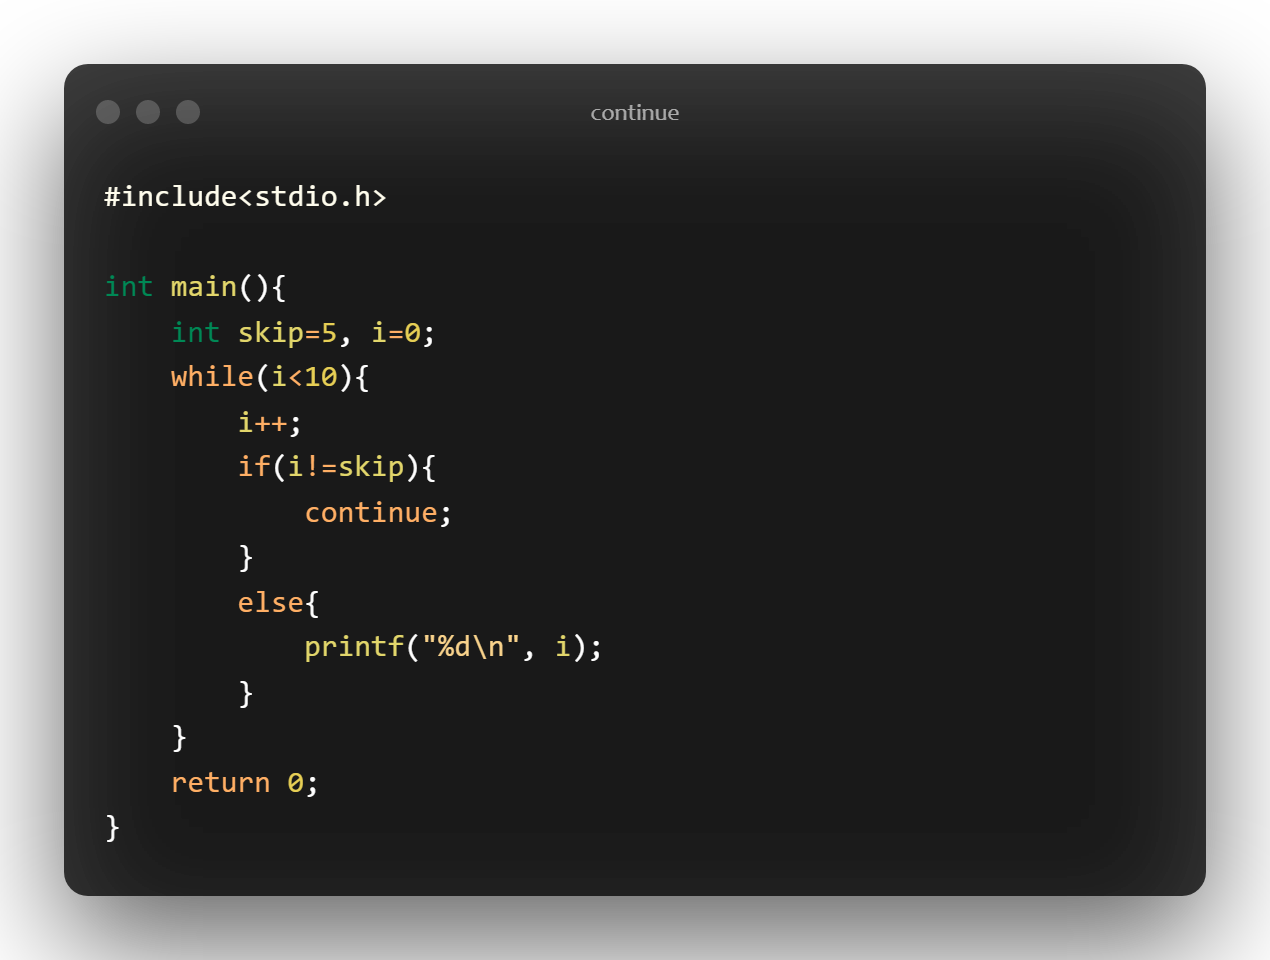 continue
#include<stdio.h>
int main(){
    int skip=5, i=0;
    while(i<10){
        i++;
        if(i!=skip){
            continue;
        }
        else{
            printf("%d\n", i);
        }
    }
    return 0;
}